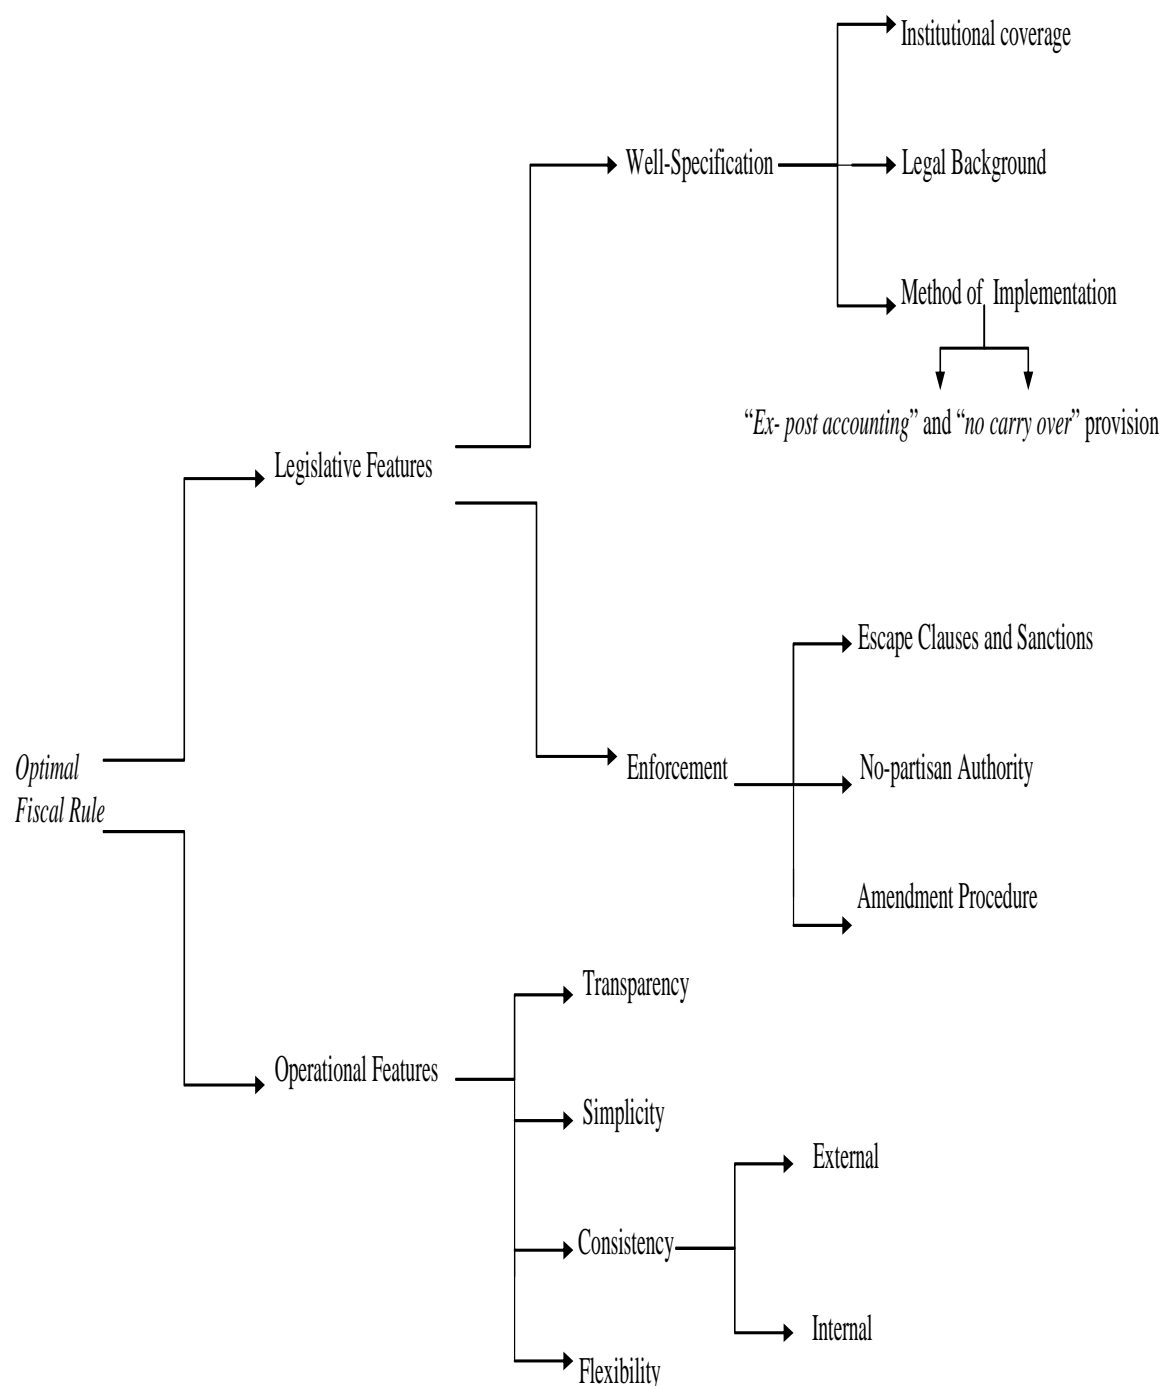 Institutional coverage
Well-Specification
Legal Background
Method of Implementation
“Ex- post accounting” and “no carry over” provision
Legislative Features
Escape Clauses and Sanctions
Enforcement
No-partisan Authority
Optimal
Fiscal Rule
Amendment Procedure
Transparency
Operational Features
Simplicity
External
Consistency
Internal
Flexibility